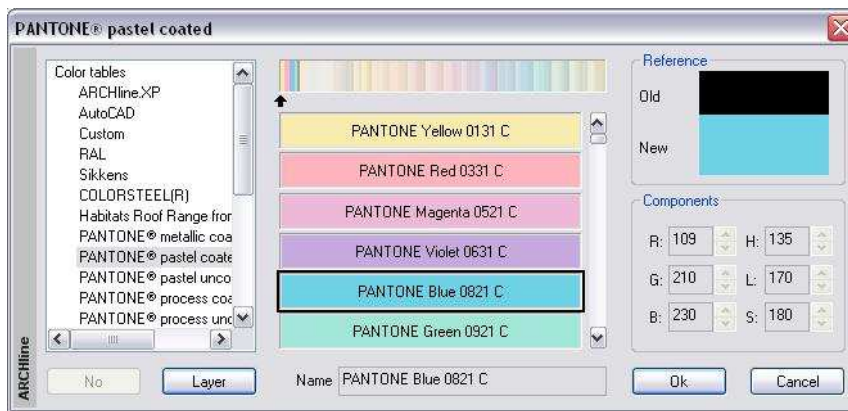 PANTONE® pastel coated
Color tables
ARCHline.XP
AutoCAD
Custom
RAL
Sikkens
COLORSTEEL(R)
Habitats Roof Range fror
PANTONE® metallic coa
PANTONE® pastel coate
PANTONE® pastel unco
PANTONE® process coa
PANTONE® process unc
No
Layer
ARCHline
PANTONE Yellow 0131 C
PANTONE Red 0331 C
PANTONE Magenta 0521 C
PANTONE Violet 0631 C
PANTONE Blue 0821 C
PANTONE Green 0921 C
Name PANTONE Blue 0821 C
Reference
Old
New
Components
R: 109 H: 135
G: 210 L: 170
B: 230 S: 180
Ok
Cancel